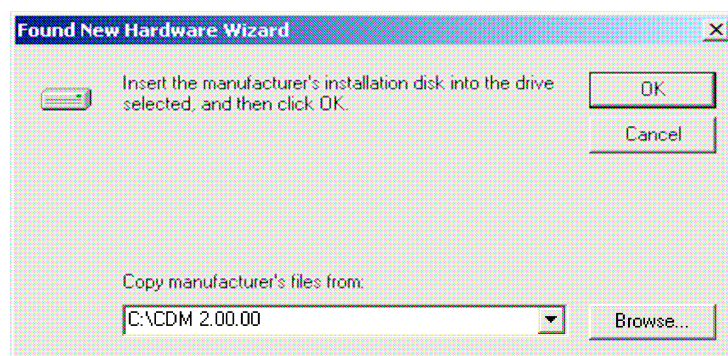 Found New Hardware Wizard
Insert the manufacturer's installation disk into the drive
selected, and then click OK.
OK
Cancel
Copy manufacturer's files from:
C:\CDM 2.00.00
Browse...